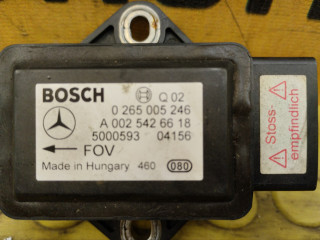 BOSCH Q 02
0 265 005 246
A 002 542 66 18
5000593 04156
FOV
Made in Hungary 460 080
Stoss-
empfindlich